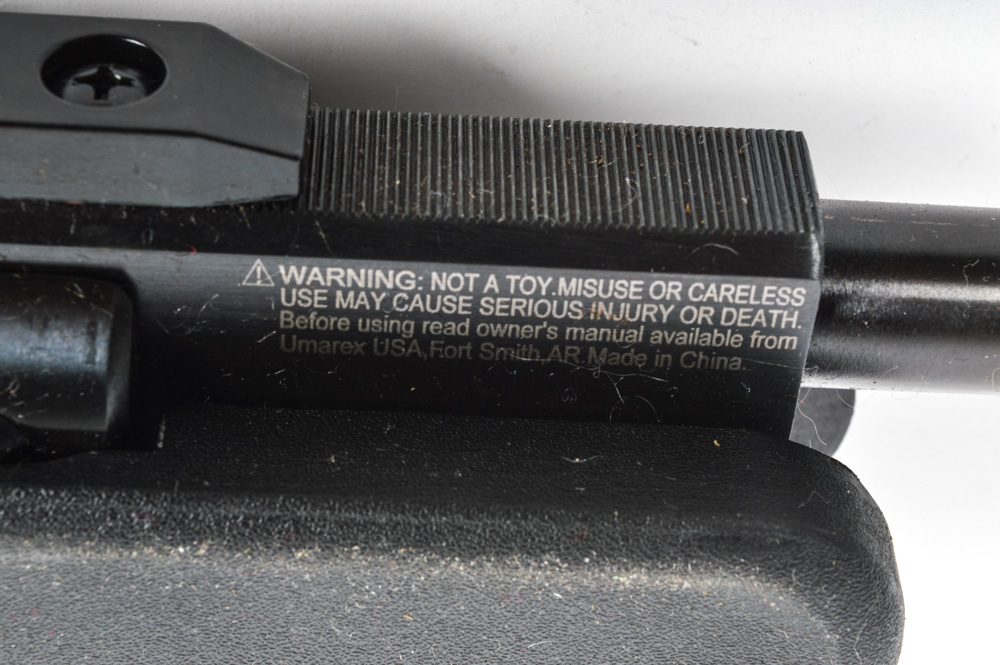 WARNING: NOT A TOY.MISUSE OR CARELESS
USE MAY CAUSE SERIOUS INJURY OR DEATH.
Before using read owner's manual available from
Umarex USA,Fort Smith,AR.Made in China.